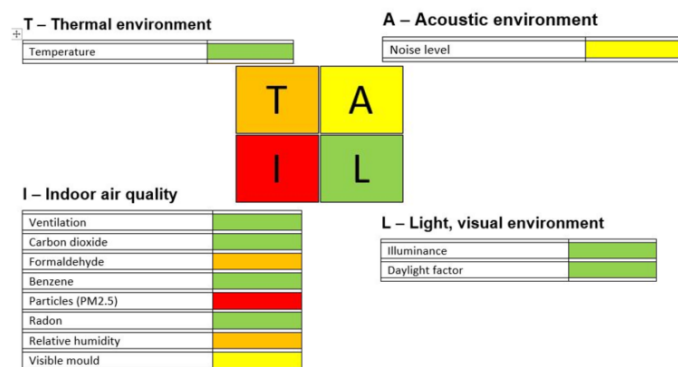 T – Thermal environment
Temperature
A – Acoustic environment
Noise level
T A
I L
I – Indoor air quality
Ventilation
Carbon dioxide
Formaldehyde
Benzene
Particles (PM2.5)
Radon
Relative humidity
Visible mould
L – Light, visual environment
Illuminance
Daylight factor